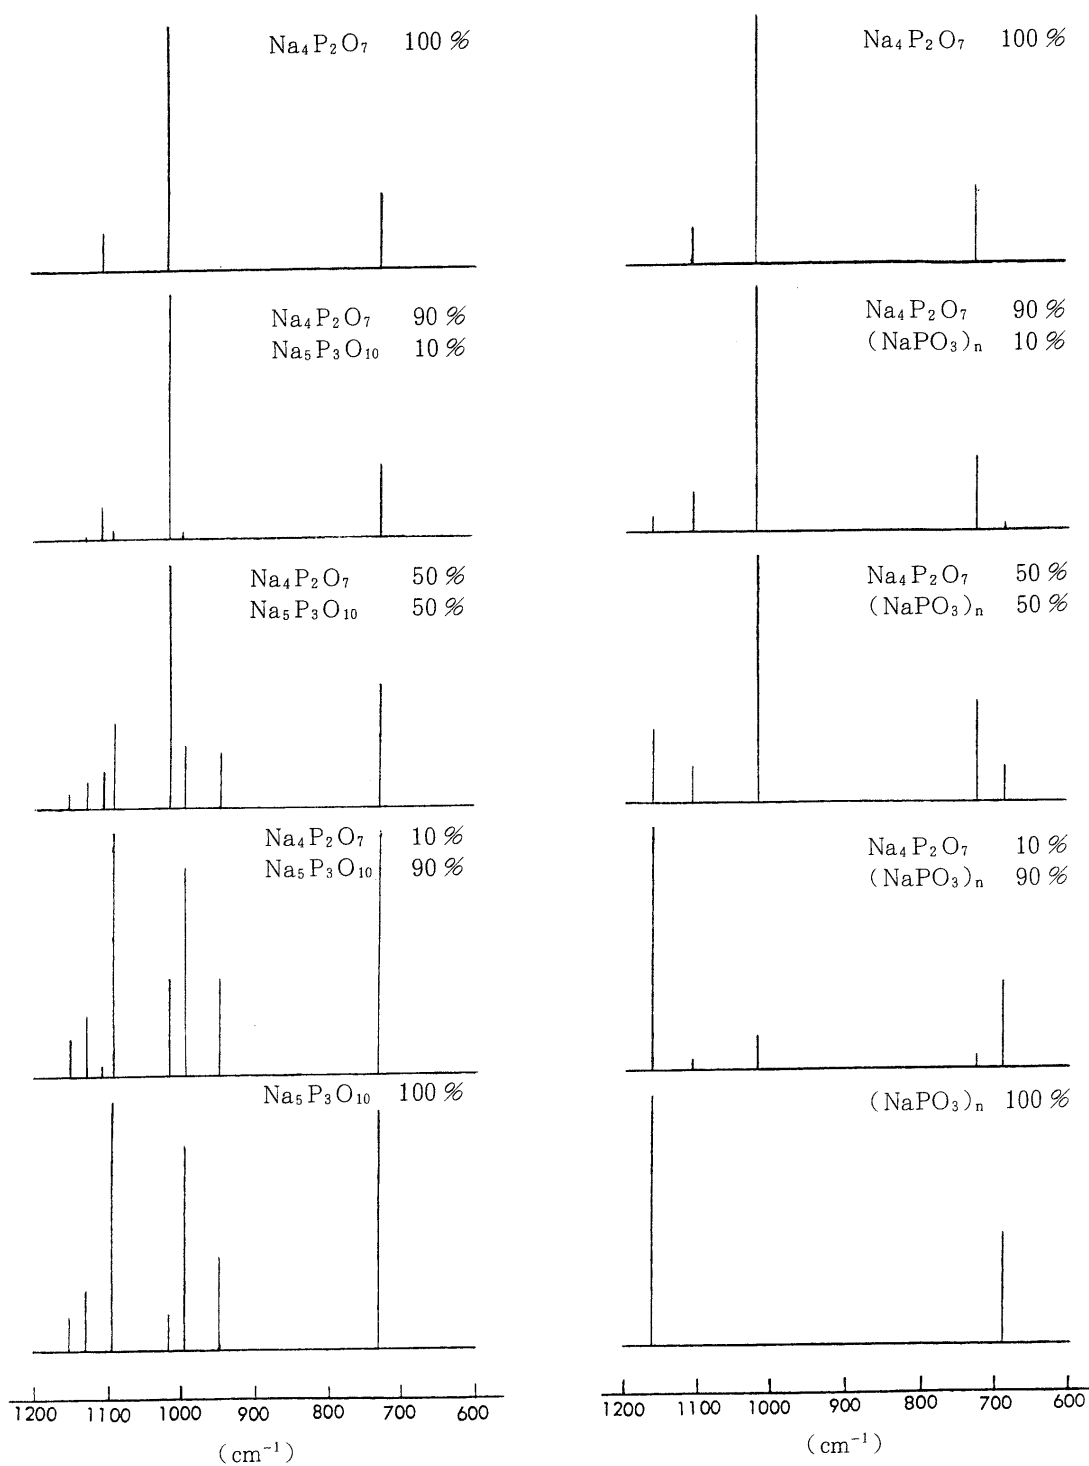 Na₄P₂O₇ 100 %
Na₄P₂O₇ 90 %
Na₅P₃O₁₀ 10 %
Na₄P₂O₇ 50 %
Na₅P₃O₁₀ 50 %
Na₄P₂O₇ 10 %
Na₅P₃O₁₀ 90 %
Na₅P₃O₁₀ 100 %
1200 1100 1000 900 800 700 600
(cm⁻¹)
Na₄P₂O₇ 100 %
Na₄P₂O₇ 90 %
(NaPO₃)ₙ 10 %
Na₄P₂O₇ 50 %
(NaPO₃)ₙ 50 %
Na₄P₂O₇ 10 %
(NaPO₃)ₙ 90 %
(NaPO₃)ₙ 100 %
1200 1100 1000 900 800 700 600
(cm⁻¹)